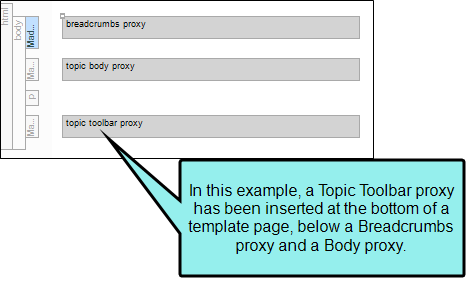 html
body
Mad...
Ma...
p
Ma...
breadcrumbs proxy
topic body proxy
topic toolbar proxy
In this example, a Topic Toolbar proxy
has been inserted at the bottom of a
template page, below a Breadcrumbs
proxy and a Body proxy.